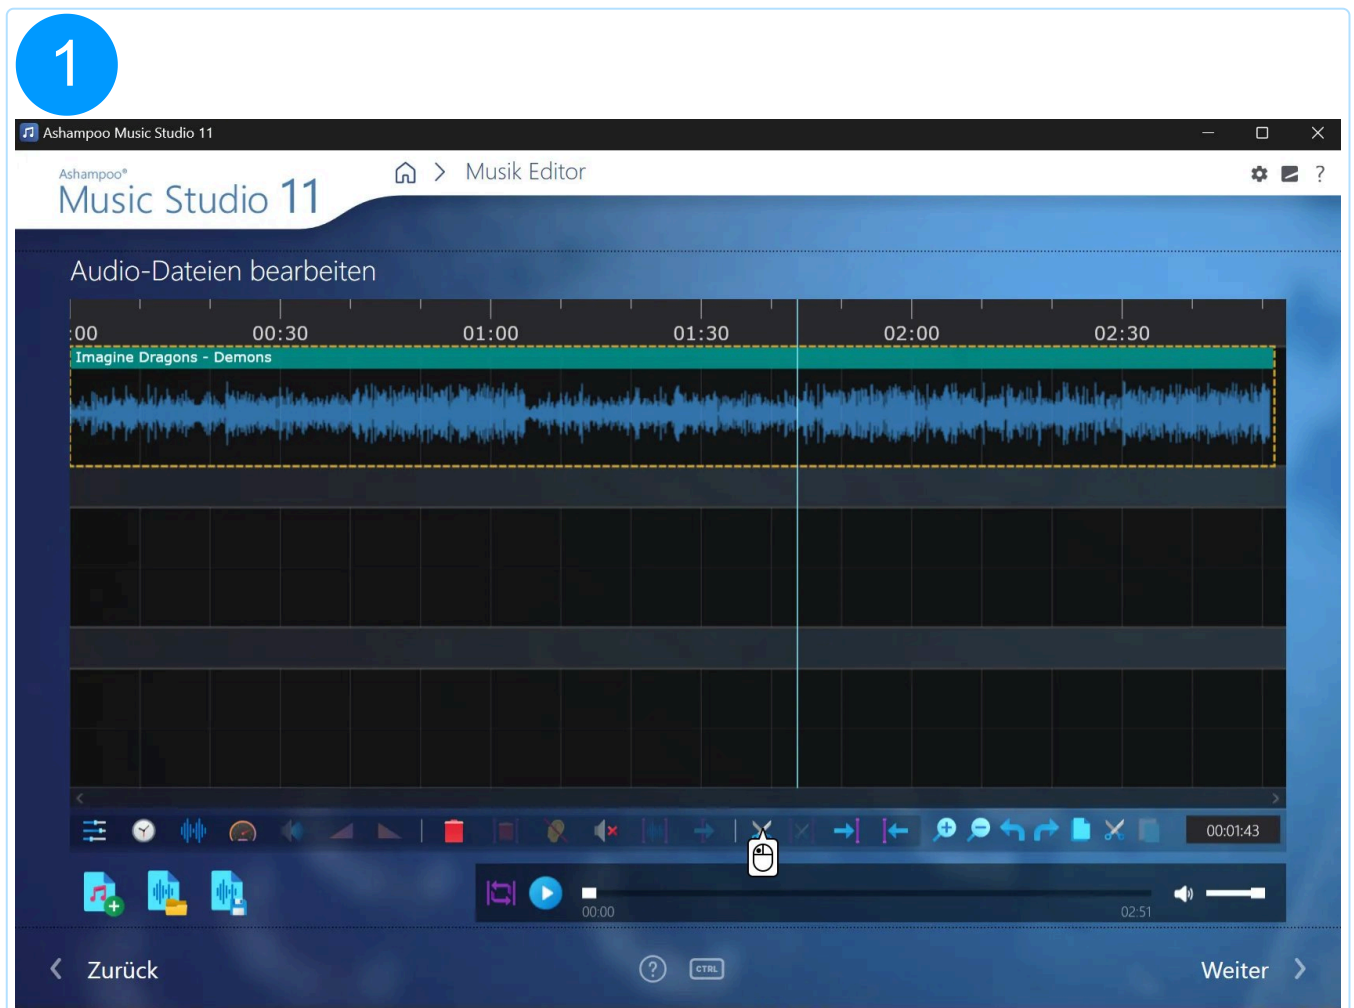 1
Ashampoo Music Studio 11
Ashampoo®
Music Studio 11
Musik Editor
?
Audio-Dateien bearbeiten
:00 00:30 01:00 01:30 02:00 02:30
Imagine Dragons - Demons
00:01:43
00:00 02:51
Zurück
?
CTRL
Weiter